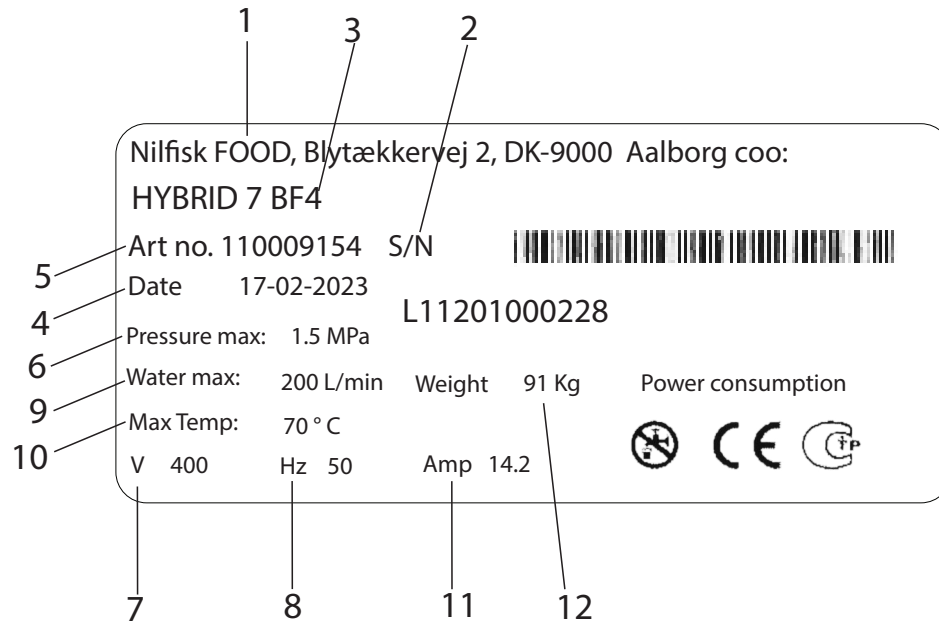 1 3 2
Nilfisk FOOD, Blytækkervej 2, DK-9000 Aalborg coo:
HYBRID 7 BF4
5 Art no. 110009154 S/N
4 Date 17-02-2023
L11201000228
6 Pressure max: 1.5 MPa
9 Water max: 200 L/min Weight 91 Kg Power consumption
10 Max Temp: 70 ° C
V 400 Hz 50 Amp 14.2
CE
7 8 11 12